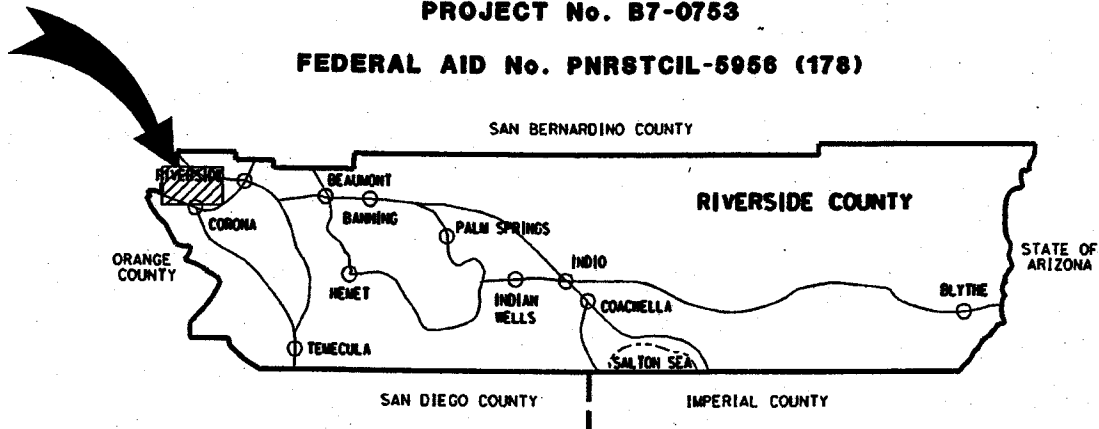 PROJECT No. B7-0753
FEDERAL AID No. PNRSTCIL-5956 (178)
SAN BERNARDINO COUNTY
RIVERSIDE
BEAUMONT
BANNING
RIVERSIDE COUNTY
CORONA
PALM SPRINGS
ORANGE
COUNTY
STATE OF
ARIZONA
INDIO
HEMET
INDIAN
WELLS
COACHELLA
BLYTHE
TEMECULA
SALTON SEA
SAN DIEGO COUNTY
IMPERIAL COUNTY